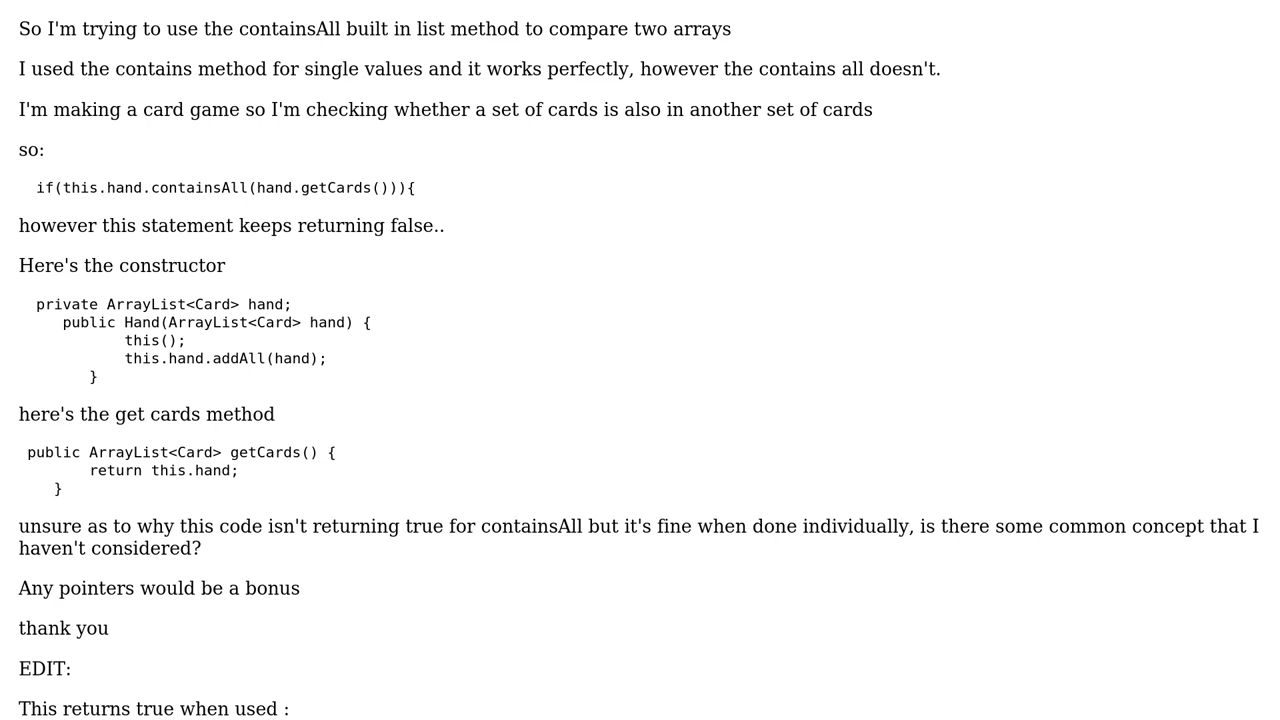 So I'm trying to use the containsAll built in list method to compare two arrays
I used the contains method for single values and it works perfectly, however the contains all doesn't.
I'm making a card game so I'm checking whether a set of cards is also in another set of cards
so:
if(this.hand.containsAll(hand.getCards())){
however this statement keeps returning false..
Here's the constructor
private ArrayList<Card> hand;
public Hand(ArrayList<Card> hand) {
this();
this.hand.addAll(hand);
}
here's the get cards method
public ArrayList<Card> getCards() {
return this.hand;
}
unsure as to why this code isn't returning true for containsAll but it's fine when done individually, is there some common concept that I
haven't considered?
Any pointers would be a bonus
thank you
EDIT:
This returns true when used :